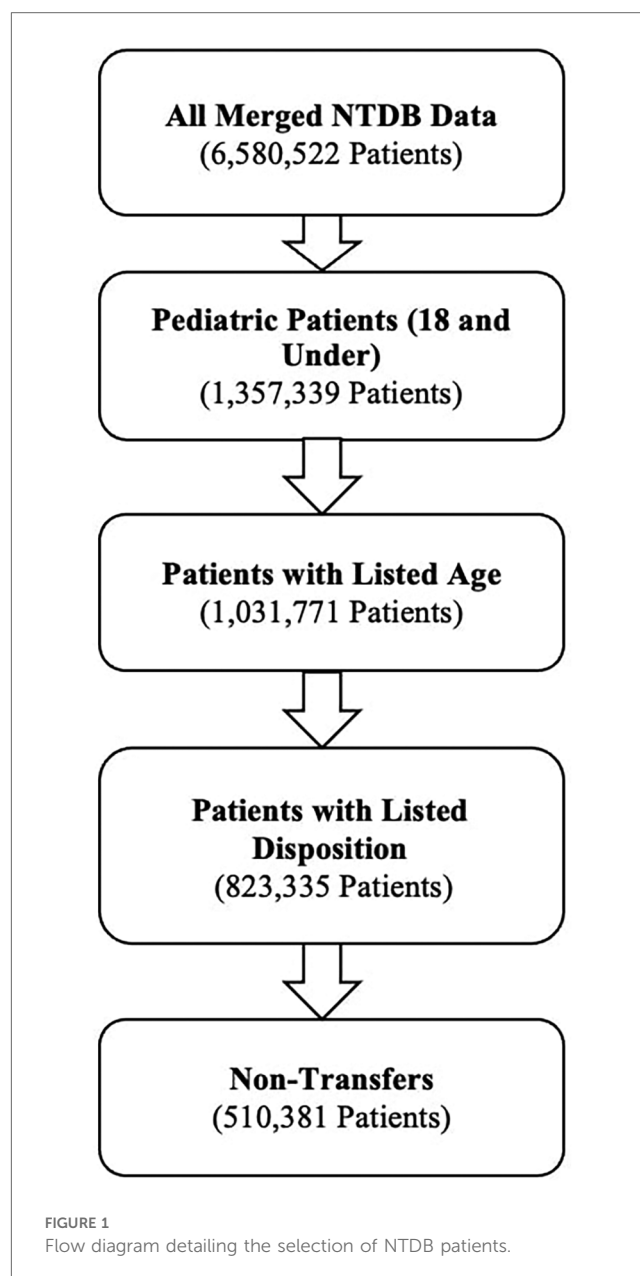 All Merged NTDB Data
(6,580,522 Patients)
Pediatric Patients (18 and
Under)
(1,357,339 Patients)
Patients with Listed Age
(1,031,771 Patients)
Patients with Listed
Disposition
(823,335 Patients)
Non-Transfers
(510,381 Patients)
FIGURE 1
Flow diagram detailing the selection of NTDB patients.